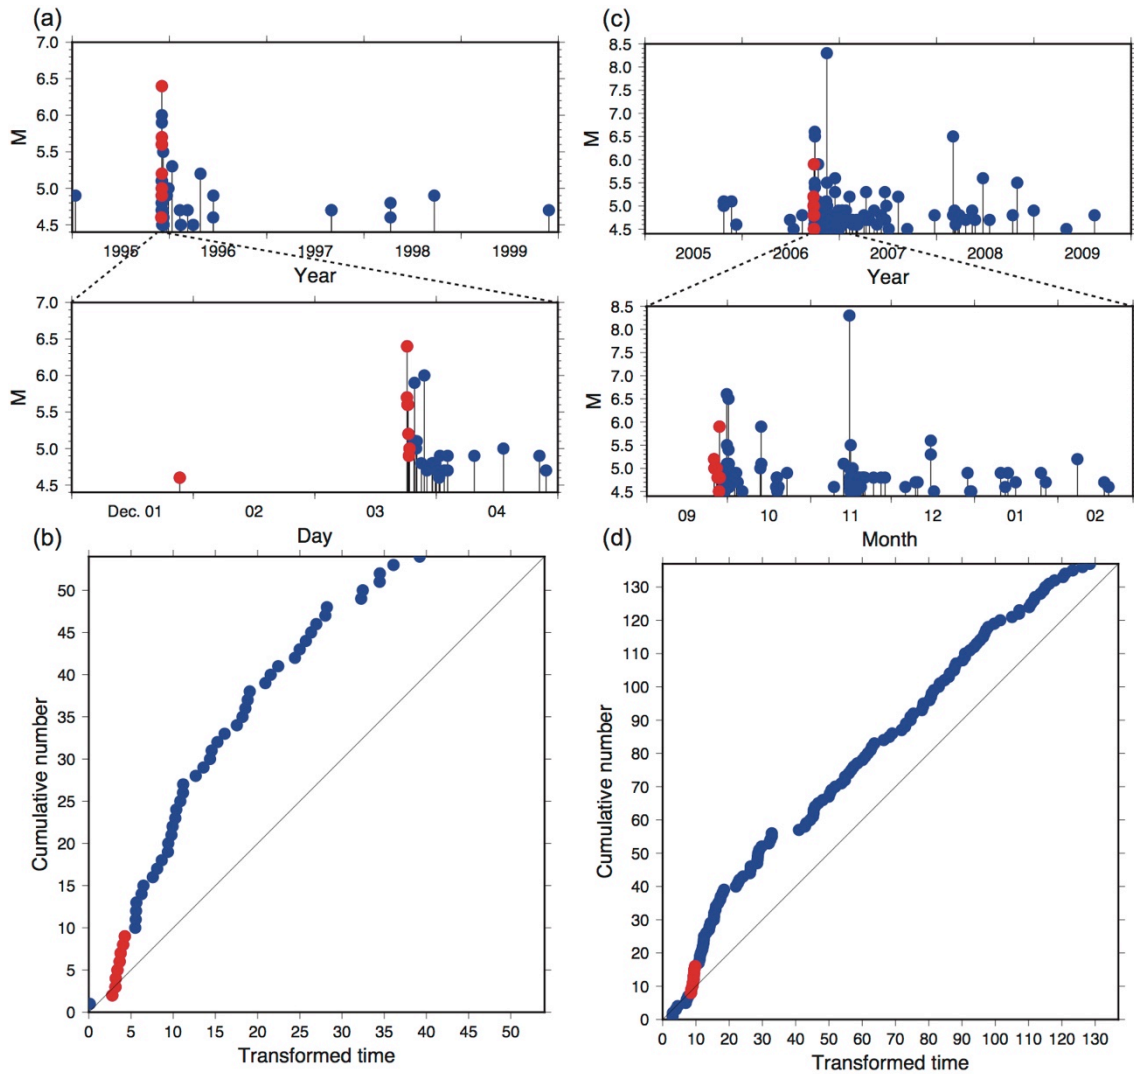 (a)
7.0
6.5
6.0
5.5
5.0
4.5
M
1995 1996 1997 1998 1999
Year
7.0
6.5
6.0
5.5
5.0
4.5
M
Dec. 01 02 03 04
Day
(b)
50
45
40
35
30
25
20
15
10
5
0
Cumulative number
0 5 10 15 20 25 30 35 40 45 50
Transformed time
(c)
8.5
8.0
7.5
7.0
6.5
6.0
5.5
5.0
4.5
M
2005 2006 2007 2008 2009
Year
8.5
8.0
7.5
7.0
6.5
6.0
5.5
5.0
4.5
M
09 10 11 12 01 02
Month
(d)
130
120
110
100
90
80
70
60
50
40
30
20
10
0
Cumulative number
0 10 20 30 40 50 60 70 80 90 100 110 120 130
Transformed time